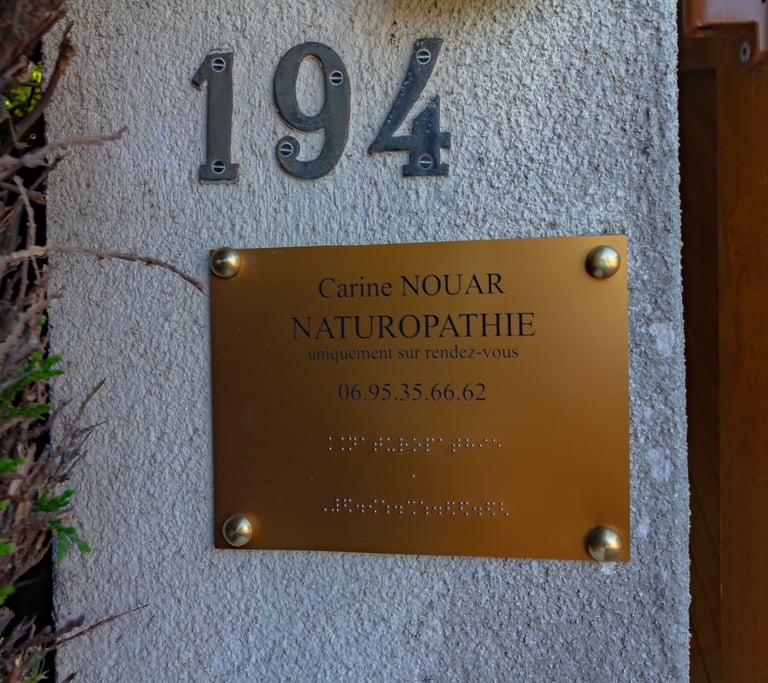 194
Carine NOUAR
NATUROPATHIE
uniquement sur rendez-vous
06.95.35.66.62